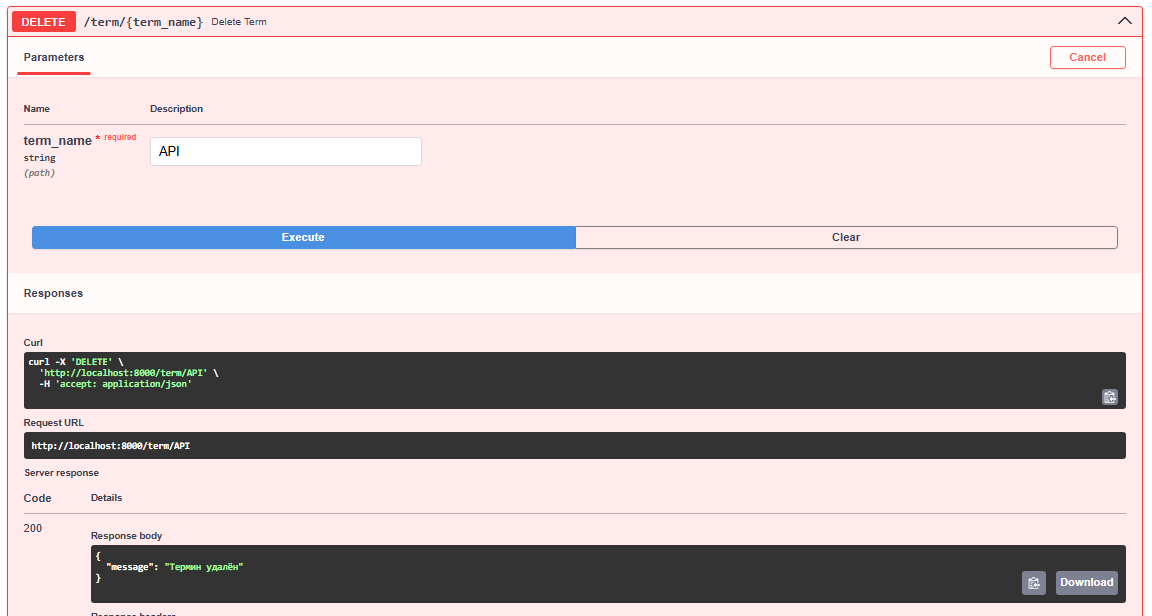 DELETE /term/{term_name} Delete Term
Parameters
Cancel
Name Description
term_name * required
string
(path)
API
Execute Clear
Responses
Curl
curl -X 'DELETE' \
'http://localhost:8000/term/API' \
-H 'accept: application/json'
Request URL
http://localhost:8000/term/API
Server response
Code Details
200
Response body
{
"message": "Термин удалён"
}
Download
Response headers